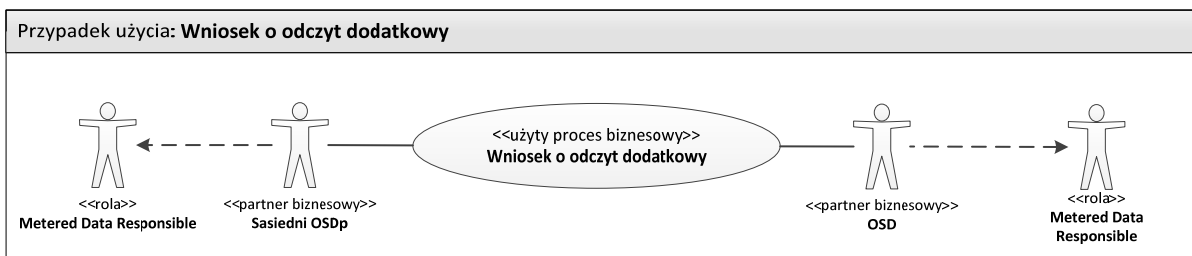 Przypadek użycia: Wniosek o odczyt dodatkowy
<<użyty proces biznesowy>>
Wniosek o odczyt dodatkowy
<<rola>>
Metered Data Responsible
<<partner biznesowy>>
Sasiedni OSDp
<<partner biznesowy>>
OSD
<<rola>>
Metered Data
Responsible